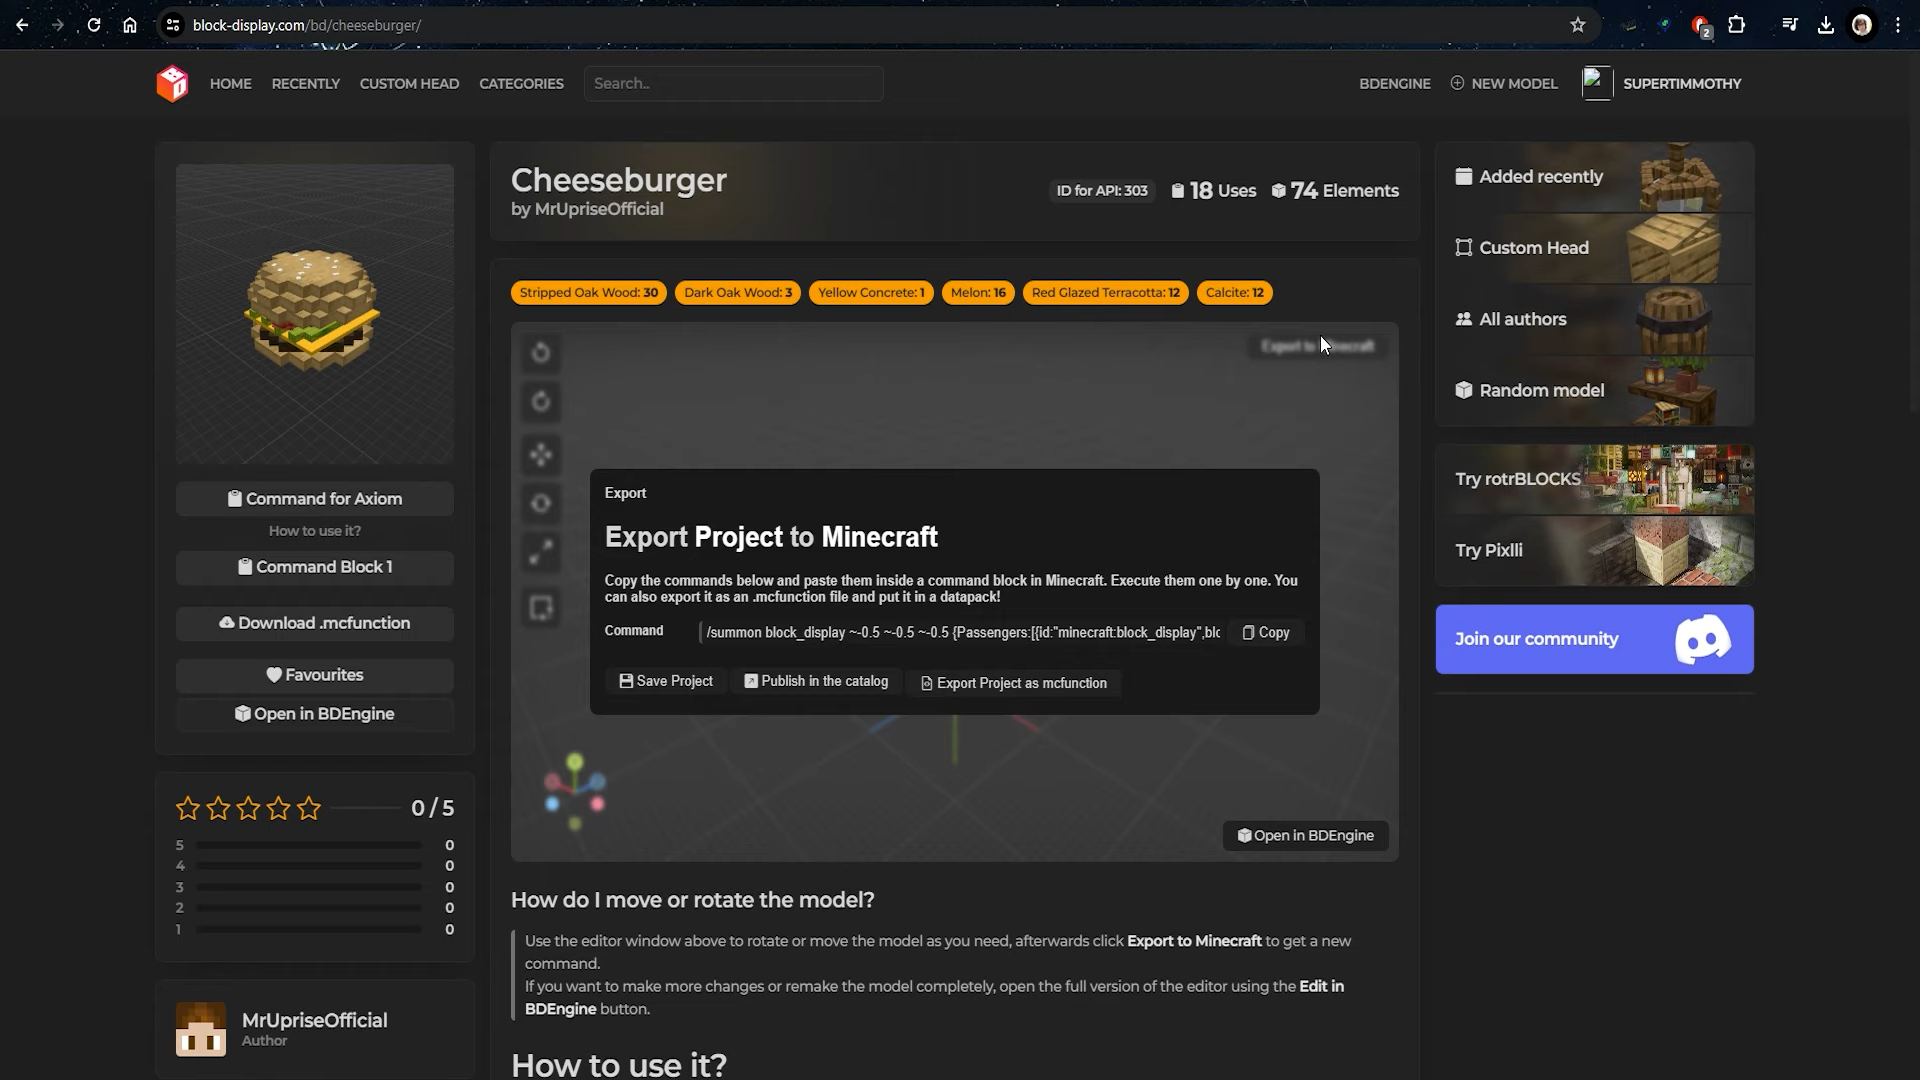 block-display.com/bd/cheeseburger/
2
HOME RECENTLY CUSTOM HEAD CATEGORIES Search.. BDENGINE NEW MODEL SUPERTIMMOTHY
Command for Axiom
How to use it?
Command Block 1
Download .mcfunction
Favourites
Open in BDEngine
0 / 5
5 0
4 0
3 0
2 0
1 0
MrUpriseOfficial
Author
Cheeseburger
by MrUpriseOfficial
ID for API: 303 18 Uses 74 Elements
Stripped Oak Wood: 30 Dark Oak Wood: 3 Yellow Concrete: 1 Melon: 16 Red Glazed Terracotta: 12 Calcite: 12
Export to Minecraft
Export
Export Project to Minecraft
Copy the commands below and paste them inside a command block in Minecraft. Execute them one by one. You
can also export it as an .mcfunction file and put it in a datapack!
Command /summon block_display ~-0.5 ~-0.5 ~-0.5 {Passengers:[{id:"minecraft:block_display",blc Copy
Save Project Publish in the catalog Export Project as mcfunction
Open in BDEngine
How do I move or rotate the model?
Use the editor window above to rotate or move the model as you need, afterwards click Export to Minecraft to get a new
command.
If you want to make more changes or remake the model completely, open the full version of the editor using the Edit in
BDEngine button.
How to use it?
Added recently
Custom Head
All authors
Random model
Try rotrBLOCKS
Try Pixlli
Join our community